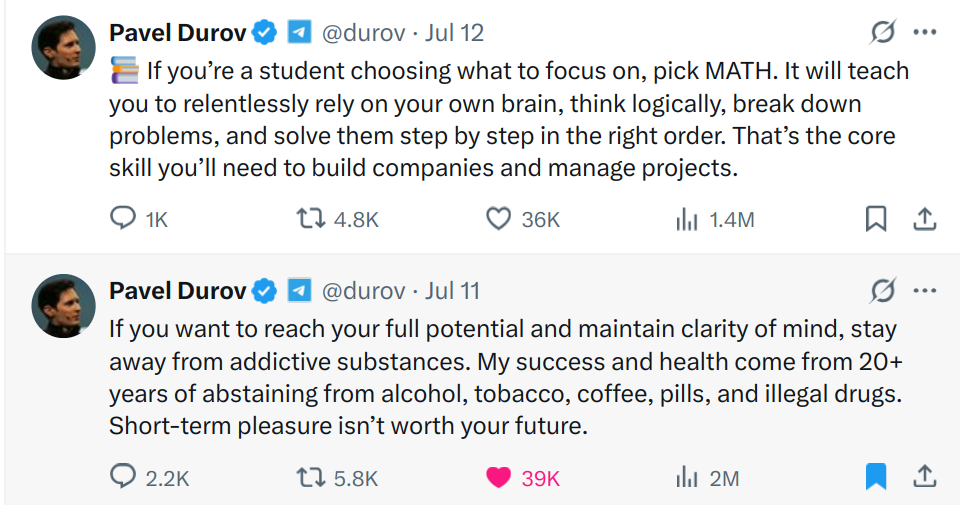 Pavel Durov @durov · Jul 12
📚 If you’re a student choosing what to focus on, pick MATH. It will teach
you to relentlessly rely on your own brain, think logically, break down
problems, and solve them step by step in the right order. That’s the core
skill you’ll need to build companies and manage projects.
1K 4.8K 36K 1.4M
Pavel Durov @durov · Jul 11
If you want to reach your full potential and maintain clarity of mind, stay
away from addictive substances. My success and health come from 20+
years of abstaining from alcohol, tobacco, coffee, pills, and illegal drugs.
Short-term pleasure isn’t worth your future.
2.2K 5.8K 39K 2M